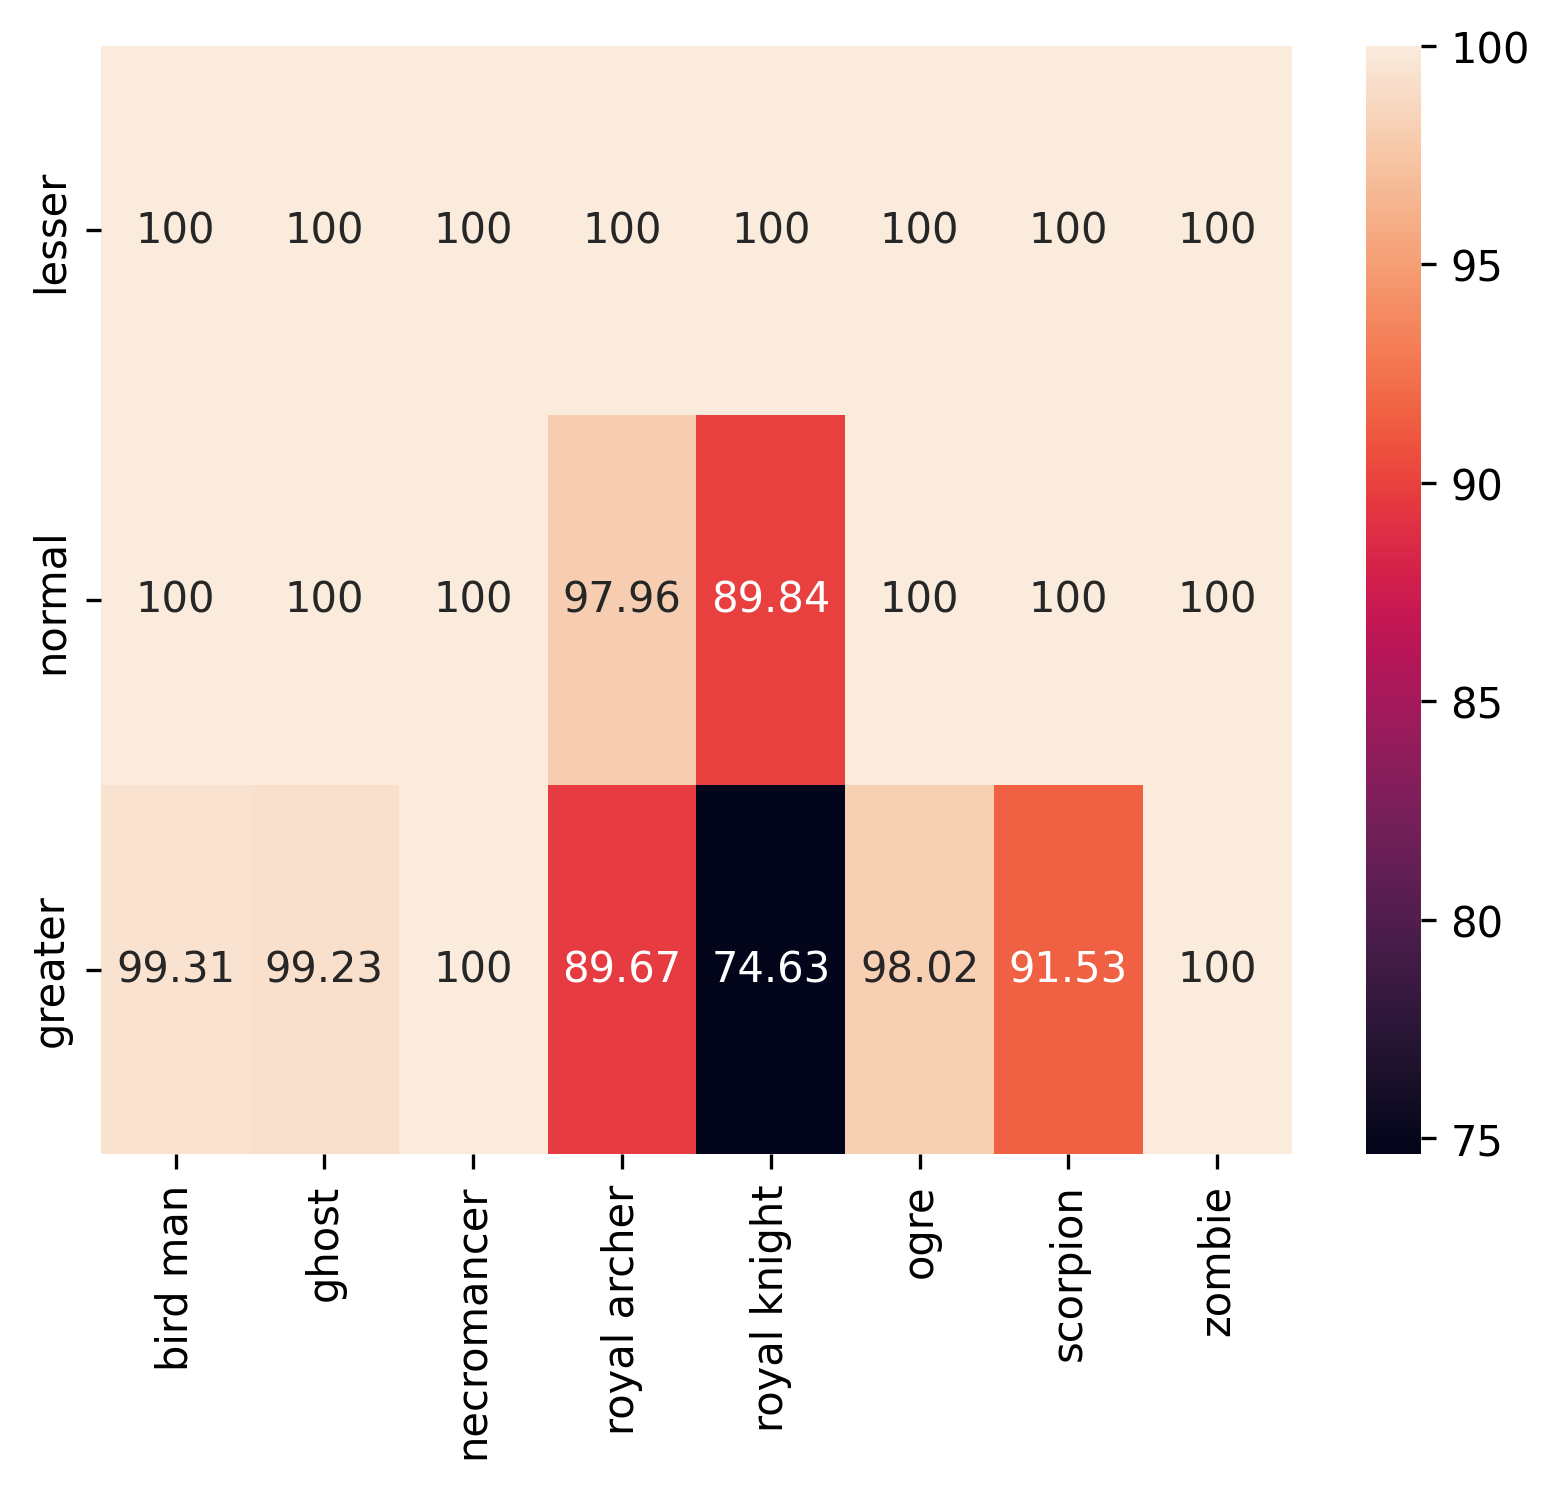 lesser
100 100 100 100 100 100 100 100
normal
100 100 100 97.96 89.84 100 100 100
greater
99.31 99.23 100 89.67 74.63 98.02 91.53 100
bird man
ghost
necromancer
royal archer
royal knight
ogre
scorpion
zombie
100
95
90
85
80
75